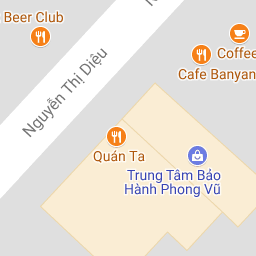 Beer Club
Nguyễn Thị Diệu
Coffee
Cafe Banyan
Quán Ta
Trung Tâm Bảo
Hành Phong Vũ